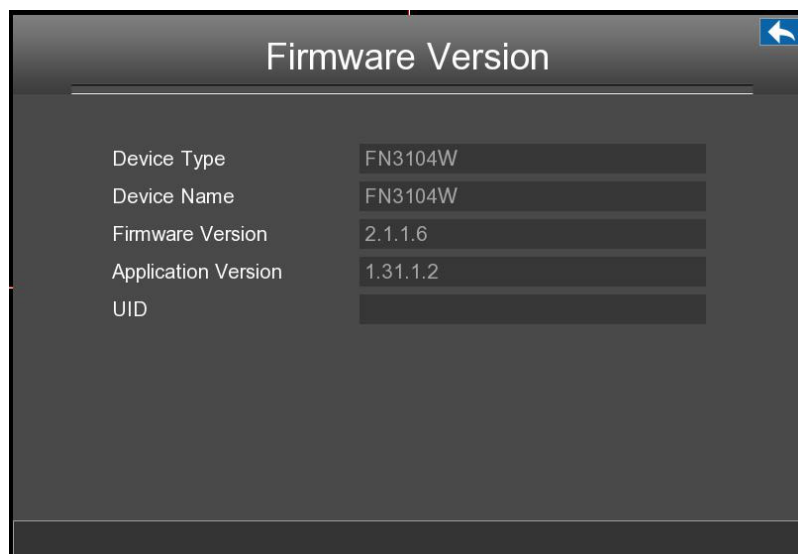 Firmware Version
Device Type FN3104W
Device Name FN3104W
Firmware Version 2.1.1.6
Application Version 1.31.1.2
UID